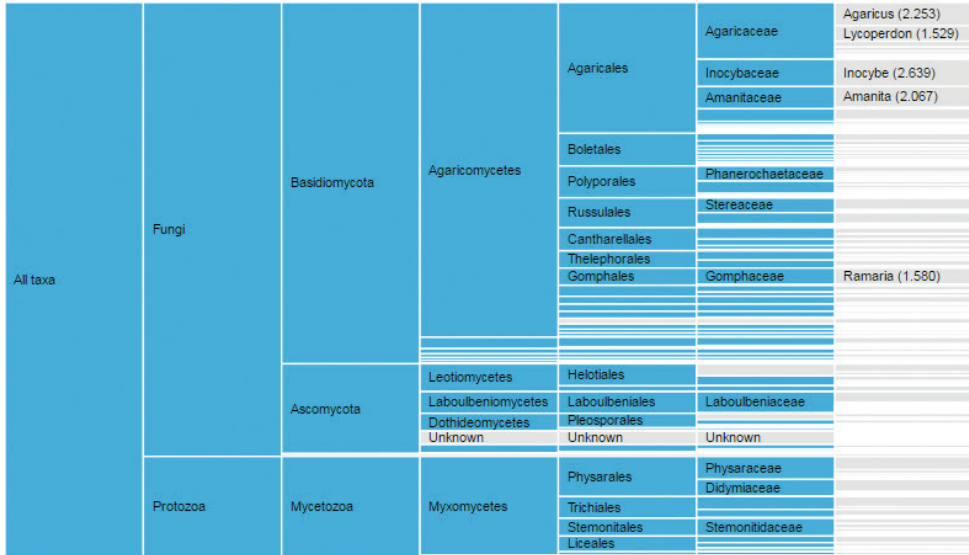 All taxa
Fungi
Basidiomycota
Agaricomycetes
Agaricales
Agaricaceae
Agaricus (2.253)
Lycoperdon (1.529)
Inocybaceae
Inocybe (2.639)
Amanitaceae
Amanita (2.067)
Boletales
Polyporales
Phanerochaetaceae
Russulales
Stereaceae
Cantharellales
Thelephorales
Gomphales
Gomphaceae
Ramaria (1.580)
Ascomycota
Leotiomycetes
Helotiales
Laboulbeniomycetes
Laboulbeniales
Laboulbeniaceae
Dothideomycetes
Pleosporales
Unknown
Unknown
Unknown
Protozoa
Mycetozoa
Myxomycetes
Physarales
Physaraceae
Didymiaceae
Trichiales
Stemonitales
Stemonitidaceae
Liceales